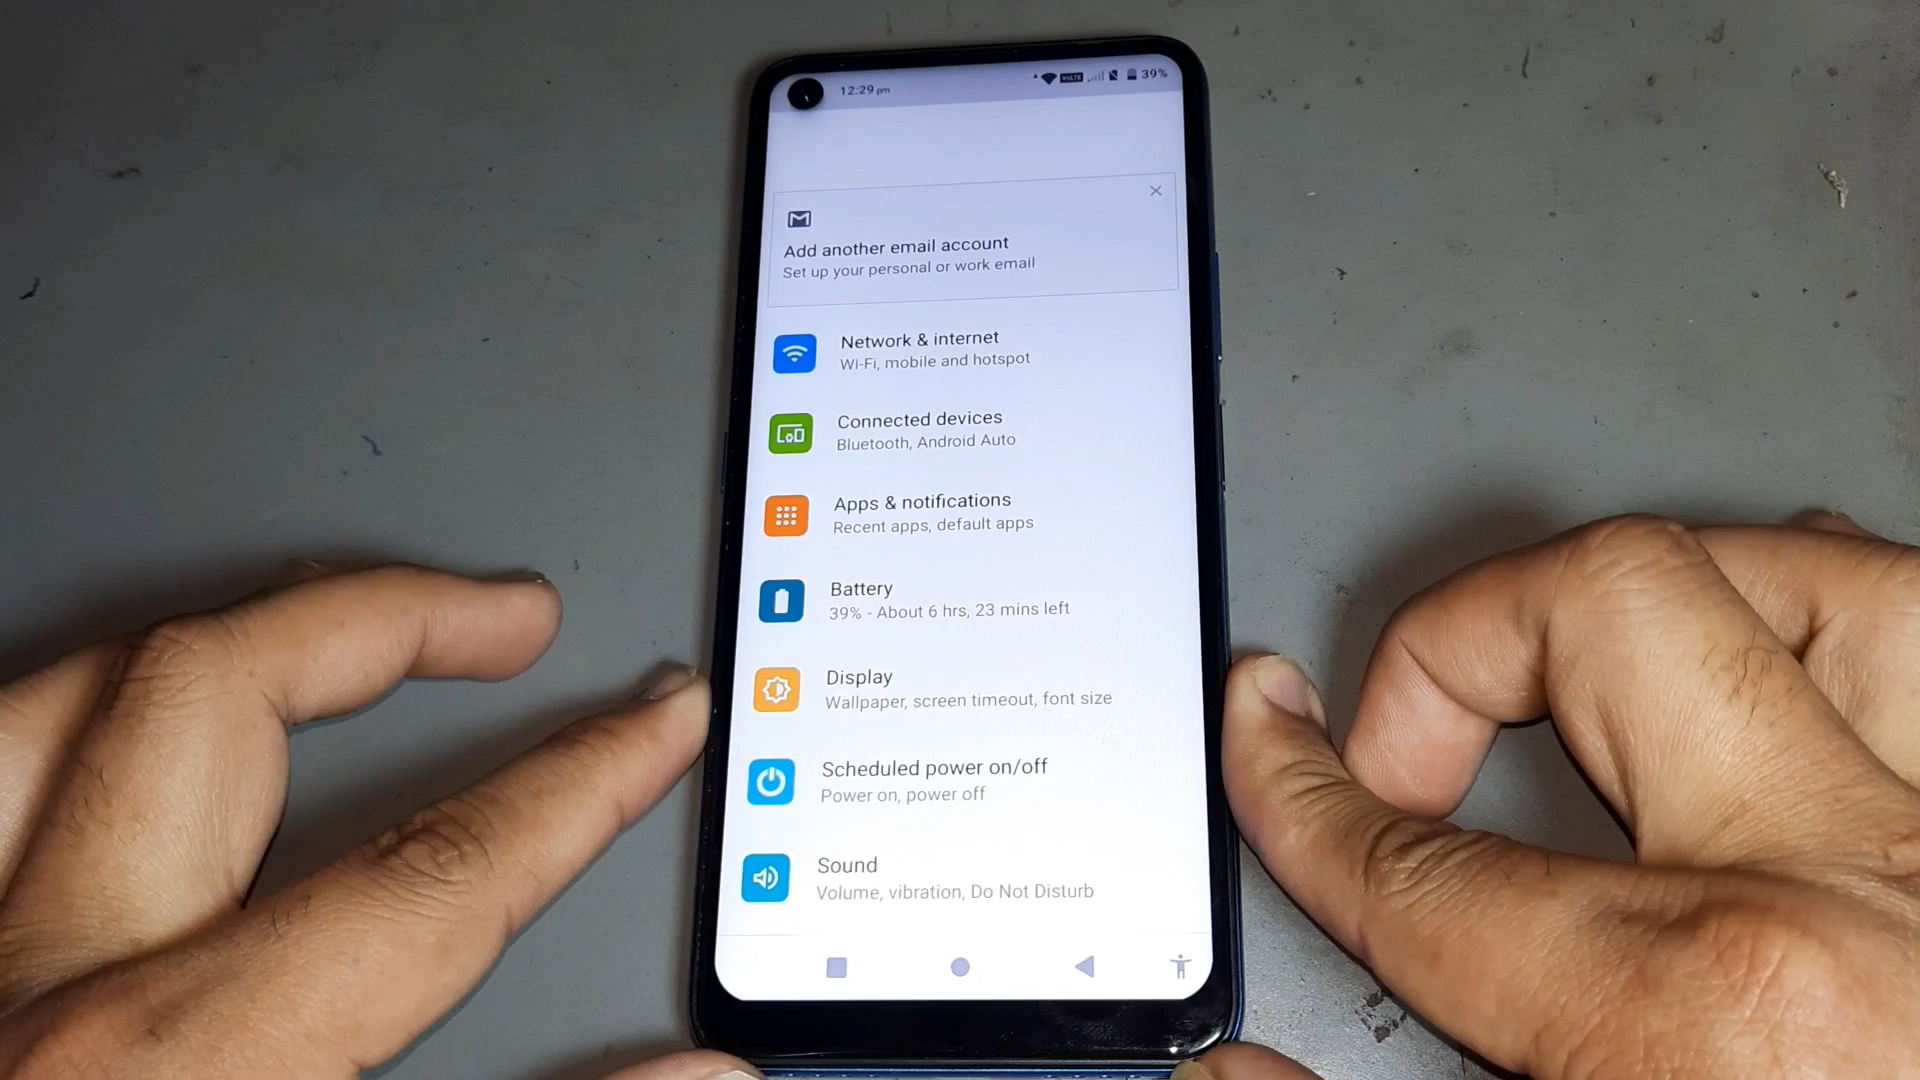 12:29 pm
39%
Add another email account
Set up your personal or work email
Network & internet
Wi-Fi, mobile and hotspot
Connected devices
Bluetooth, Android Auto
Apps & notifications
Recent apps, default apps
Battery
39% - About 6 hrs, 23 mins left
Display
Wallpaper, screen timeout, font size
Scheduled power on/off
Power on, power off
Sound
Volume, vibration, Do Not Disturb